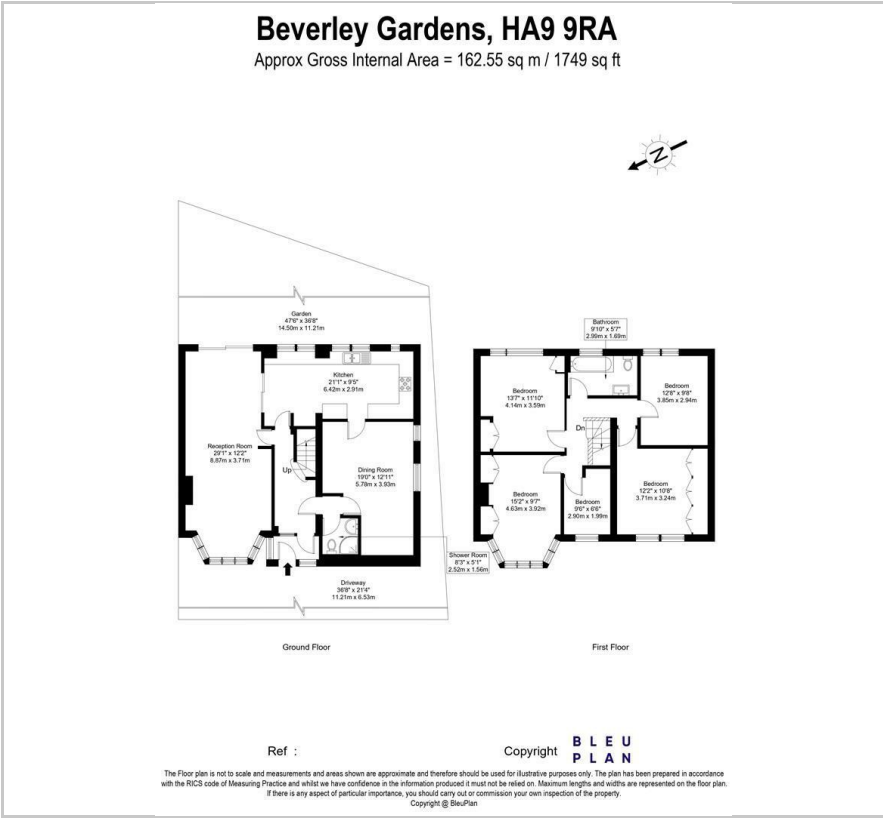 Beverley Gardens, HA9 9RA
Approx Gross Internal Area = 162.55 sq m / 1749 sq ft
N
Garden
47'6" x 36'8"
14.50m x 11.21m
Kitchen
21'1" x 9'5"
6.42m x 2.91m
Reception Room
29'1" x 12'2"
8.87m x 3.71m
Up
Dining Room
19'0" x 12'11"
5.78m x 3.93m
Shower Room
8'3" x 5'1"
2.52m x 1.56m
Driveway
36'8" x 21'4"
11.21m x 6.53m
Ground Floor
Bathroom
9'10" x 5'7"
2.99m x 1.69m
Bedroom
13'7" x 11'10"
4.14m x 3.59m
Bedroom
12'8" x 9'8"
3.85m x 2.94m
Dn
Bedroom
15'2" x 9'7"
4.63m x 3.92m
Bedroom
9'6" x 6'6"
2.90m x 1.99m
Bedroom
12'2" x 10'8"
3.71m x 3.24m
First Floor
Ref :
Copyright
BLEU
PLAN
The Floor plan is not to scale and measurements and areas shown are approximate and therefore should be used for illustrative purposes only. The plan has been prepared in accordance
with the RICS code of Measuring Practice and whilst we have confidence in the information produced it must not be relied on. Maximum lengths and widths are represented on the floor plan.
If there is any aspect of particular importance, you should carry out or commission your own inspection of the property.
Copyright @ BleuPlan